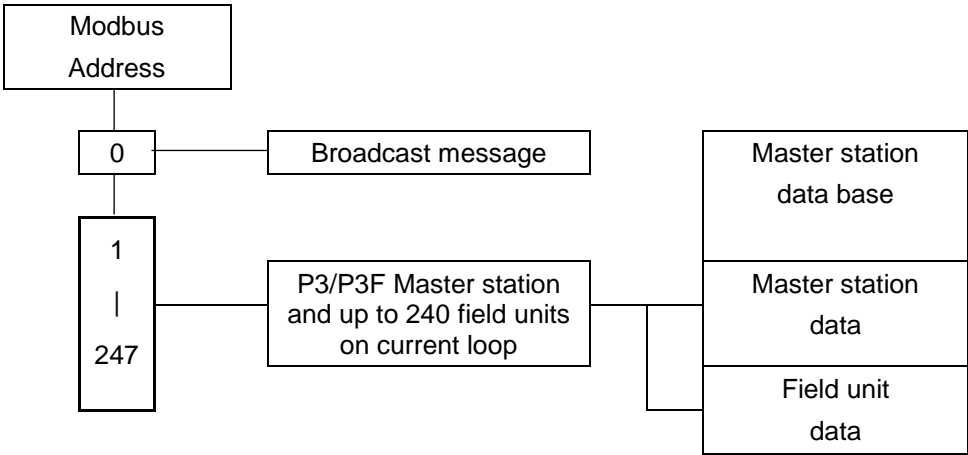 Modbus
Address
0
Broadcast message
Master station
data base
1
|
247
P3/P3F Master station
and up to 240 field units
on current loop
Master station
data
Field unit
data